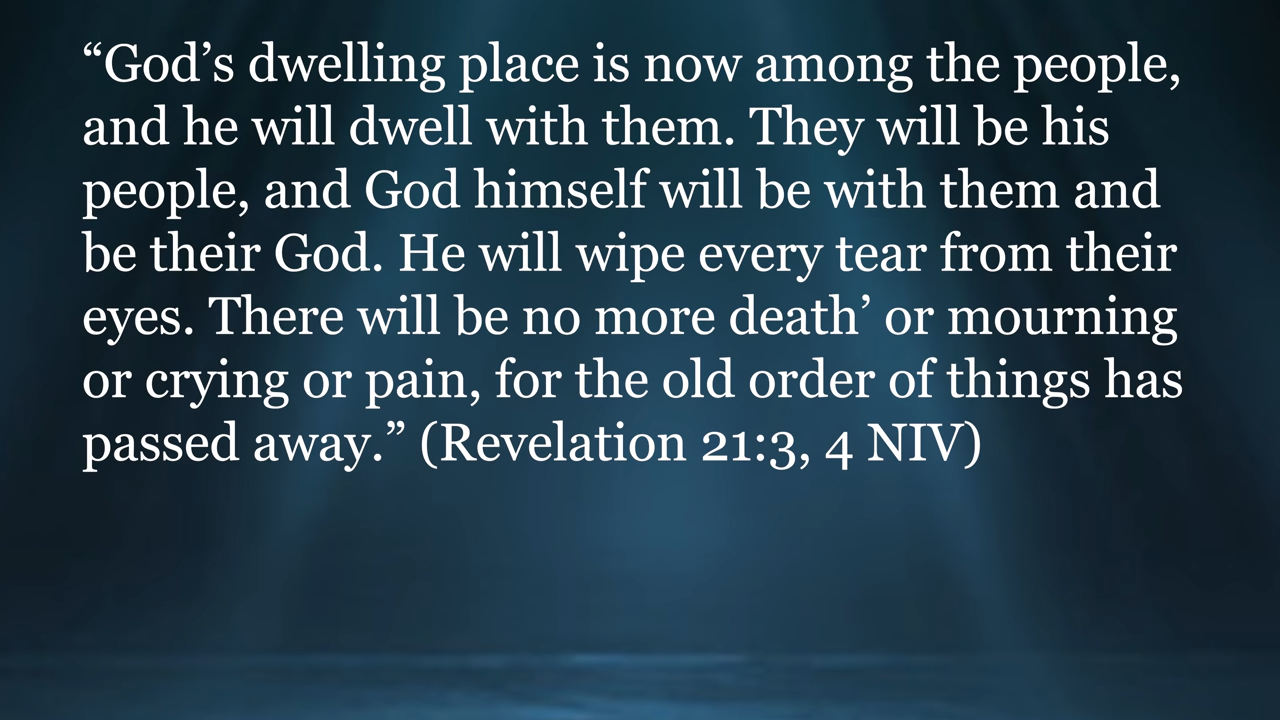 “God’s dwelling place is now among the people,
and he will dwell with them. They will be his
people, and God himself will be with them and
be their God. He will wipe every tear from their
eyes. There will be no more death’ or mourning
or crying or pain, for the old order of things has
passed away.” (Revelation 21:3, 4 NIV)